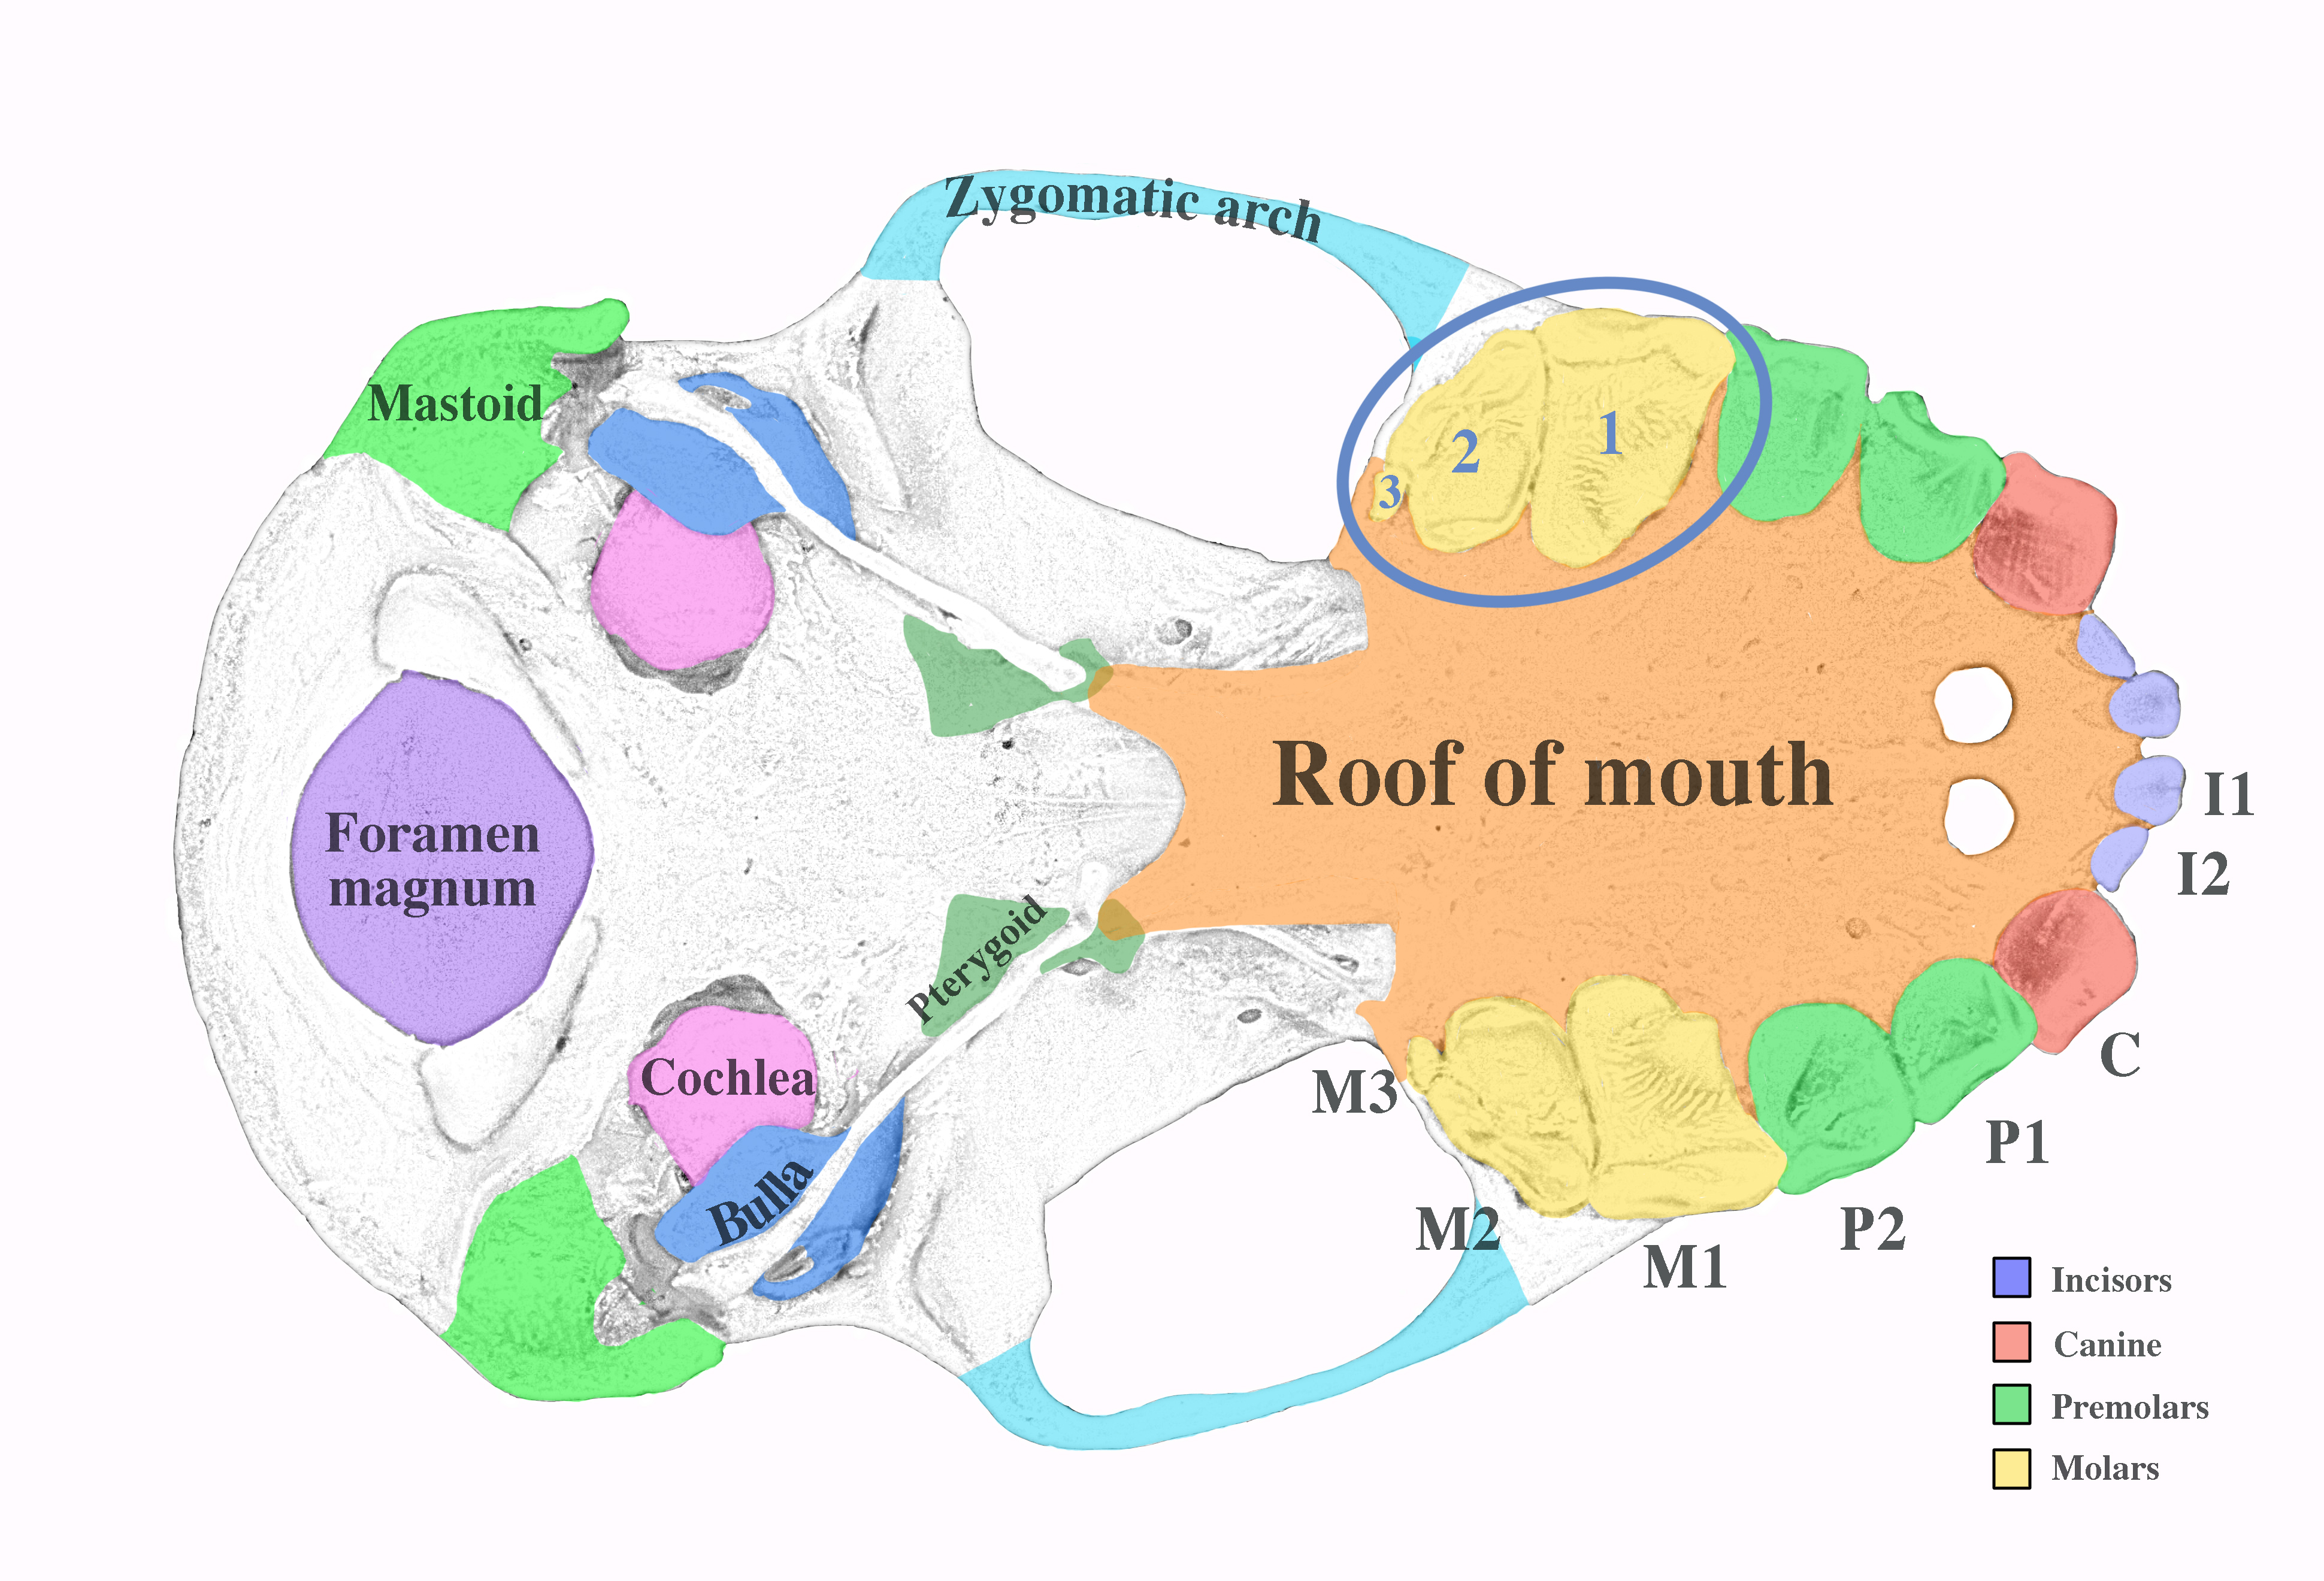 Zygomatic arch
Mastoid
1
2
3
Roof of mouth
Foramen
magnum
I1
I2
Pterygoid
Cochlea
Bulla
C
M3
P1
M2
P2
M1
Incisors
Canine
Premolars
Molars